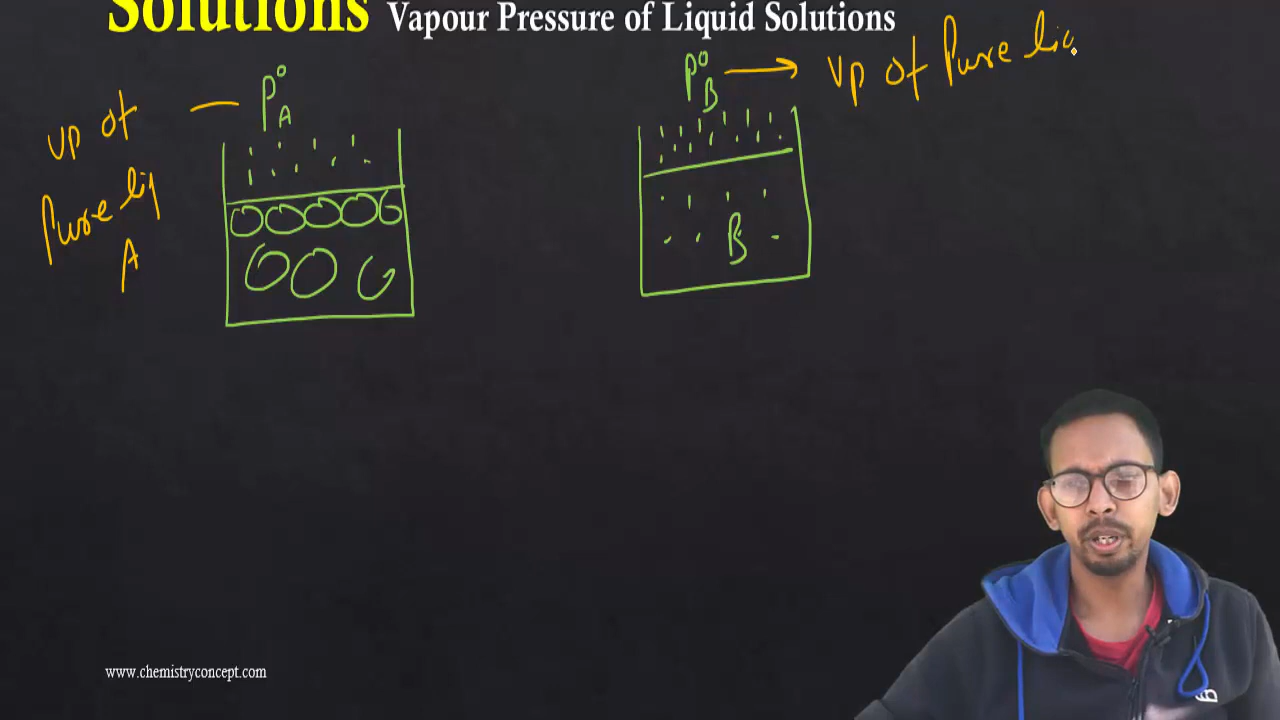 Solutions Vapour Pressure of Liquid Solutions
P°A
vp of
Pure liq
A
P°B → vp of Pure liq
B
www.chemistryconcept.com